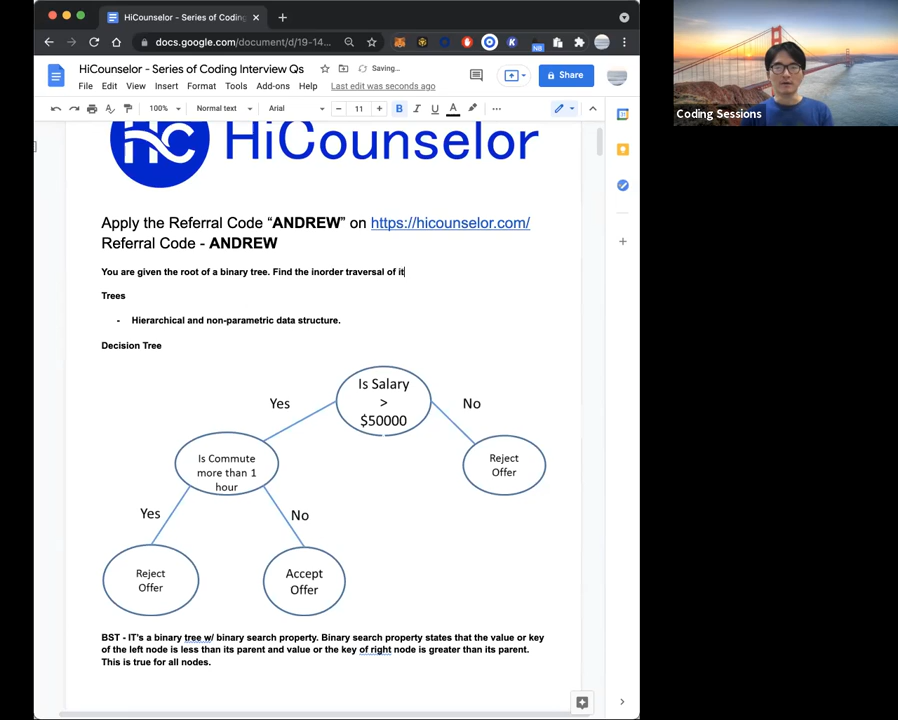 HiCounselor - Series of Coding
docs.google.com/document/d/19-14...
NB
HiCounselor - Series of Coding Interview Qs
Saving...
File Edit View Insert Format Tools Add-ons Help Last edit was seconds ago
Share
100% Normal text Arial 11 B I U A
HC HiCounselor
Apply the Referral Code “ANDREW” on https://hicounselor.com/
Referral Code - ANDREW
You are given the root of a binary tree. Find the inorder traversal of it
Trees
- Hierarchical and non-parametric data structure.
Decision Tree
Is Salary
>
$50000
Yes
No
Is Commute
more than 1
hour
Reject
Offer
Yes
No
Reject
Offer
Accept
Offer
BST - IT's a binary tree w/ binary search property. Binary search property states that the value or key
of the left node is less than its parent and value or the key of right node is greater than its parent.
This is true for all nodes.
Coding Sessions